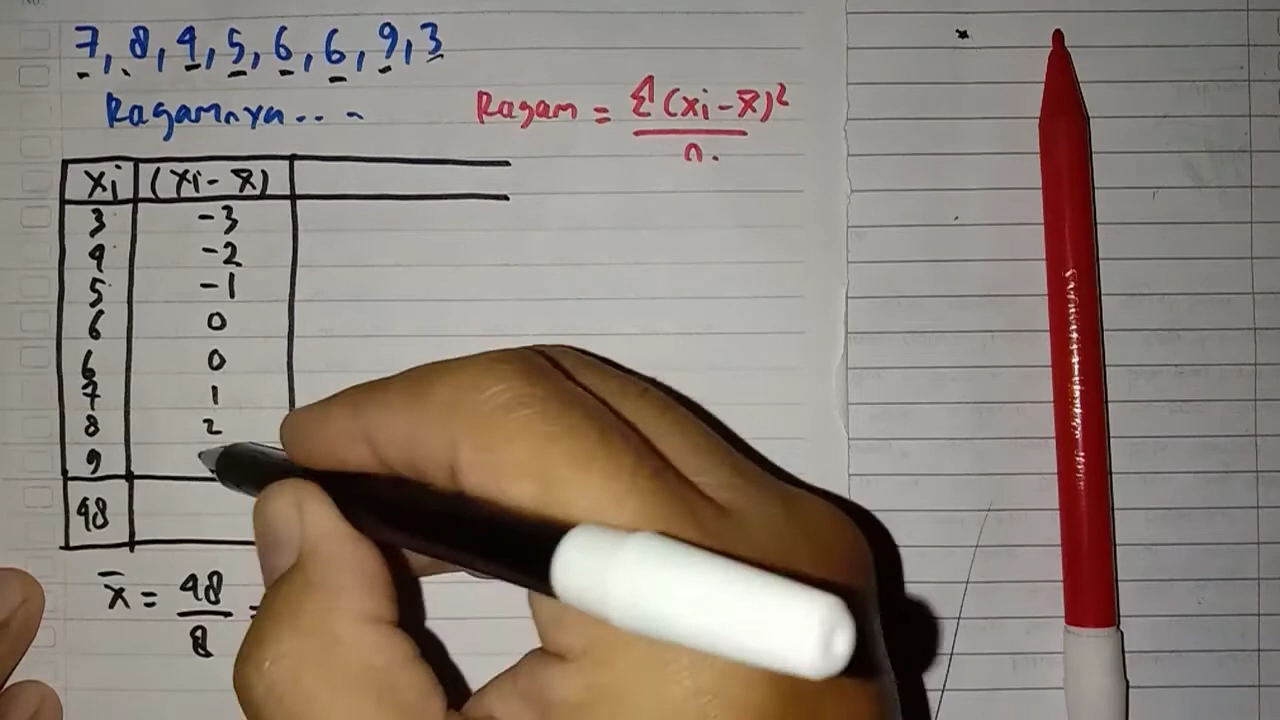 7, 8, 4, 5, 6, 6, 9, 3
Ragamnya...
Ragam = Σ(xi-x̄)²
n.
xi (xi-x̄)
3 -3
4 -2
5 -1
6 0
6 0
7 1
8 2
9
48
x̄ = 48
8 =